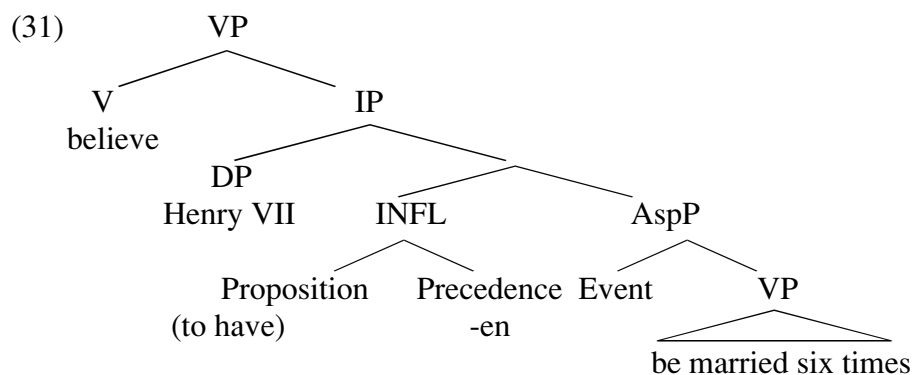 (31) VP
V IP
believe
DP
Henry VII INFL AspP
Proposition Precedence Event VP
(to have) -en
be married six times